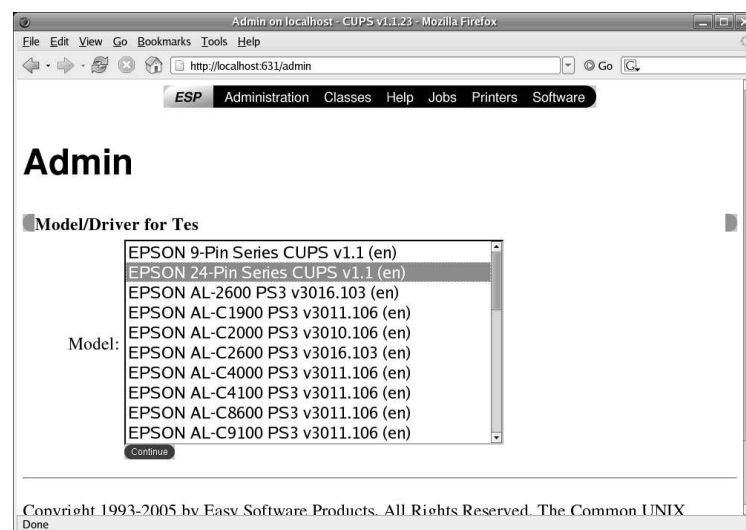 Admin on localhost - CUPS v1.1.23 - Mozilla Firefox
File Edit View Go Bookmarks Tools Help
http://localhost:631/admin Go G
ESP Administration Classes Help Jobs Printers Software
Admin
Model/Driver for Tes
Model:
EPSON 9-Pin Series CUPS v1.1 (en)
EPSON 24-Pin Series CUPS v1.1 (en)
EPSON AL-2600 PS3 v3016.103 (en)
EPSON AL-C1900 PS3 v3011.106 (en)
EPSON AL-C2000 PS3 v3010.106 (en)
EPSON AL-C2600 PS3 v3016.103 (en)
EPSON AL-C4000 PS3 v3011.106 (en)
EPSON AL-C4100 PS3 v3011.106 (en)
EPSON AL-C8600 PS3 v3011.106 (en)
EPSON AL-C9100 PS3 v3011.106 (en)
Continue
Copyright 1993-2005 by Easy Software Products, All Rights Reserved. The Common UNIX
Done